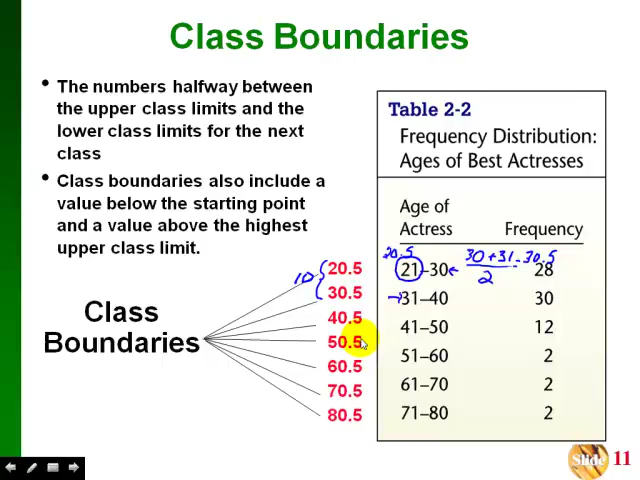 Class Boundaries
• The numbers halfway between
the upper class limits and the
lower class limits for the next
class
• Class boundaries also include a
value below the starting point
and a value above the highest
upper class limit.
Class
Boundaries
10
20.5
30.5
40.5
50.5
60.5
70.5
80.5
Table 2-2
Frequency Distribution:
Ages of Best Actresses
Age of
Actress Frequency
20.5 30+31 = 30.5
2
21–30 28
31–40 30
41–50 12
51–60 2
61–70 2
71–80 2
Slide 11